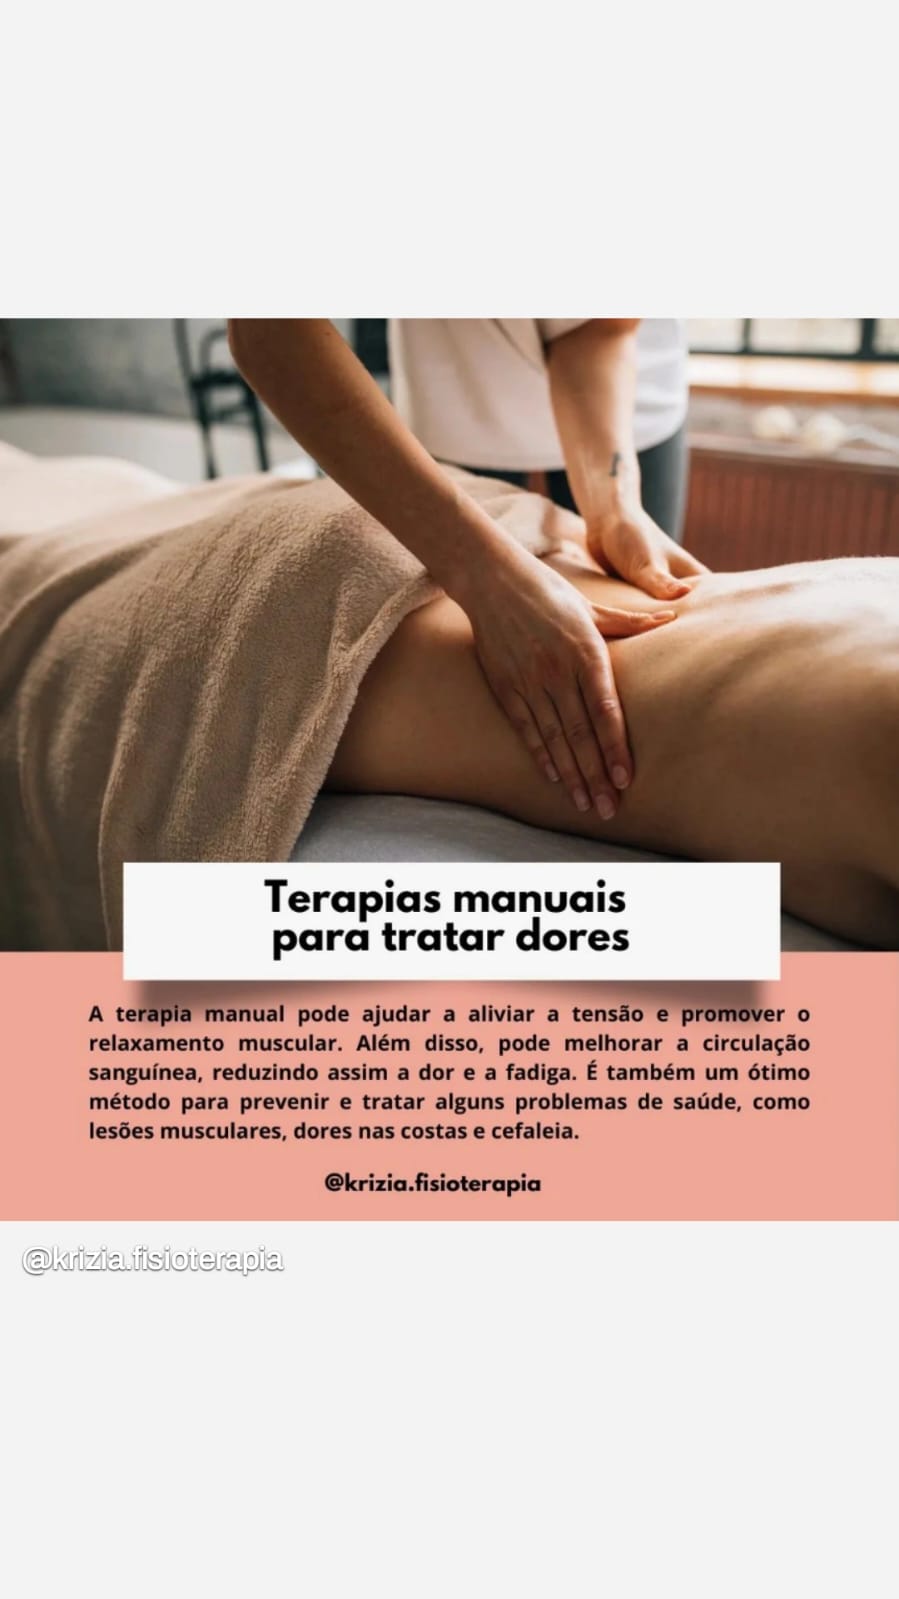 Terapias manuais
para tratar dores
A terapia manual pode ajudar a aliviar a tensão e promover o
relaxamento muscular. Além disso, pode melhorar a circulação
sanguínea, reduzindo assim a dor e a fadiga. É também um ótimo
método para prevenir e tratar alguns problemas de saúde, como
lesões musculares, dores nas costas e cefaleia.
@krizia.fisioterapia
@krizia.fisioterapia